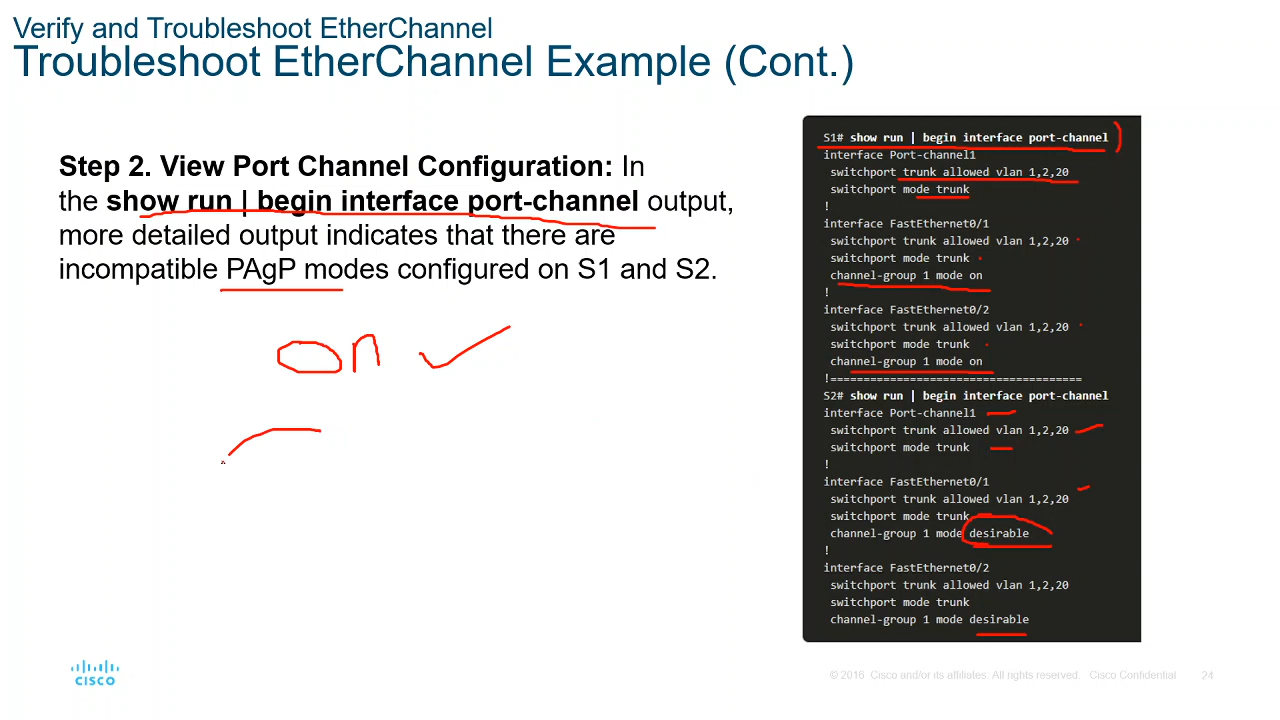 Verify and Troubleshoot EtherChannel
Troubleshoot EtherChannel Example (Cont.)
Step 2. View Port Channel Configuration: In
the show run | begin interface port-channel output,
more detailed output indicates that there are
incompatible PAgP modes configured on S1 and S2.
on
S1# show run | begin interface port-channel
interface Port-channel1
switchport trunk allowed vlan 1,2,20
switchport mode trunk
!
interface FastEthernet0/1
switchport trunk allowed vlan 1,2,20
switchport mode trunk
channel-group 1 mode on
!
interface FastEthernet0/2
switchport trunk allowed vlan 1,2,20
switchport mode trunk
channel-group 1 mode on
!=======================================
S2# show run | begin interface port-channel
interface Port-channel1
switchport trunk allowed vlan 1,2,20
switchport mode trunk
!
interface FastEthernet0/1
switchport trunk allowed vlan 1,2,20
switchport mode trunk
channel-group 1 mode desirable
!
interface FastEthernet0/2
switchport trunk allowed vlan 1,2,20
switchport mode trunk
channel-group 1 mode desirable
CISCO
© 2016 Cisco and/or its affiliates. All rights reserved. Cisco Confidential 24